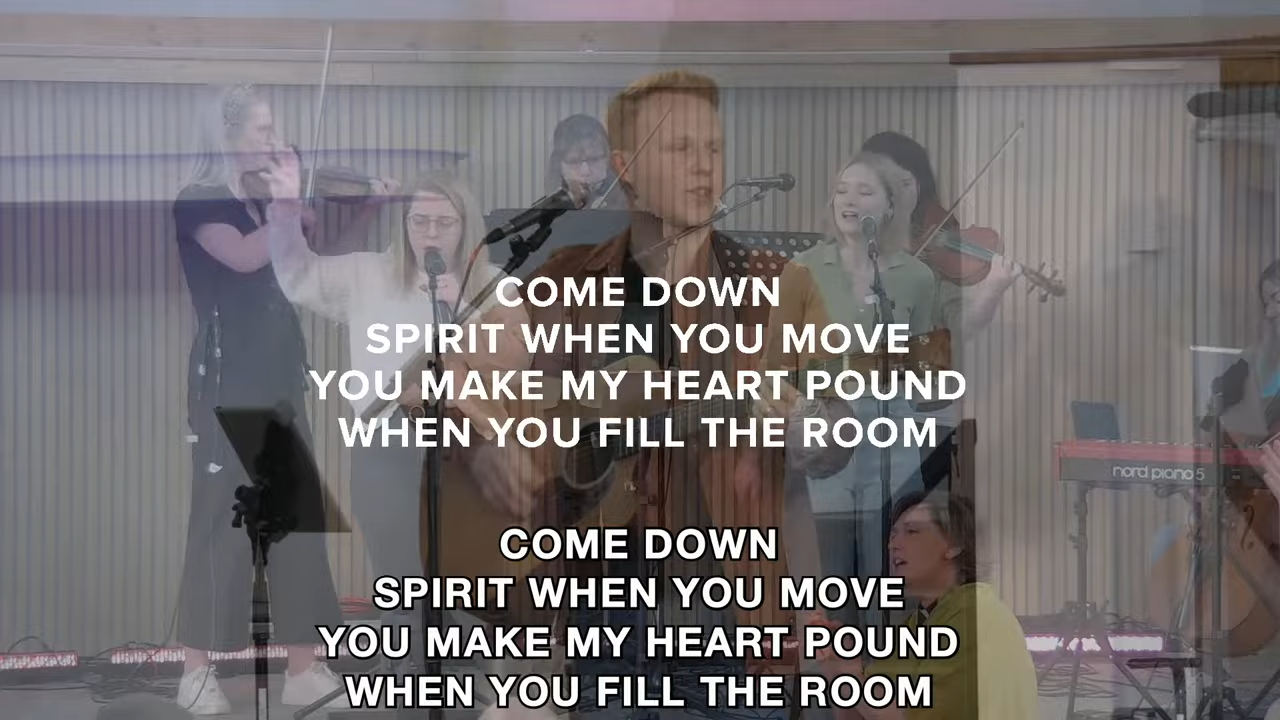 COME DOWN
SPIRIT WHEN YOU MOVE
YOU MAKE MY HEART POUND
WHEN YOU FILL THE ROOM
nord piano 5
COME DOWN
SPIRIT WHEN YOU MOVE
YOU MAKE MY HEART POUND
WHEN YOU FILL THE ROOM